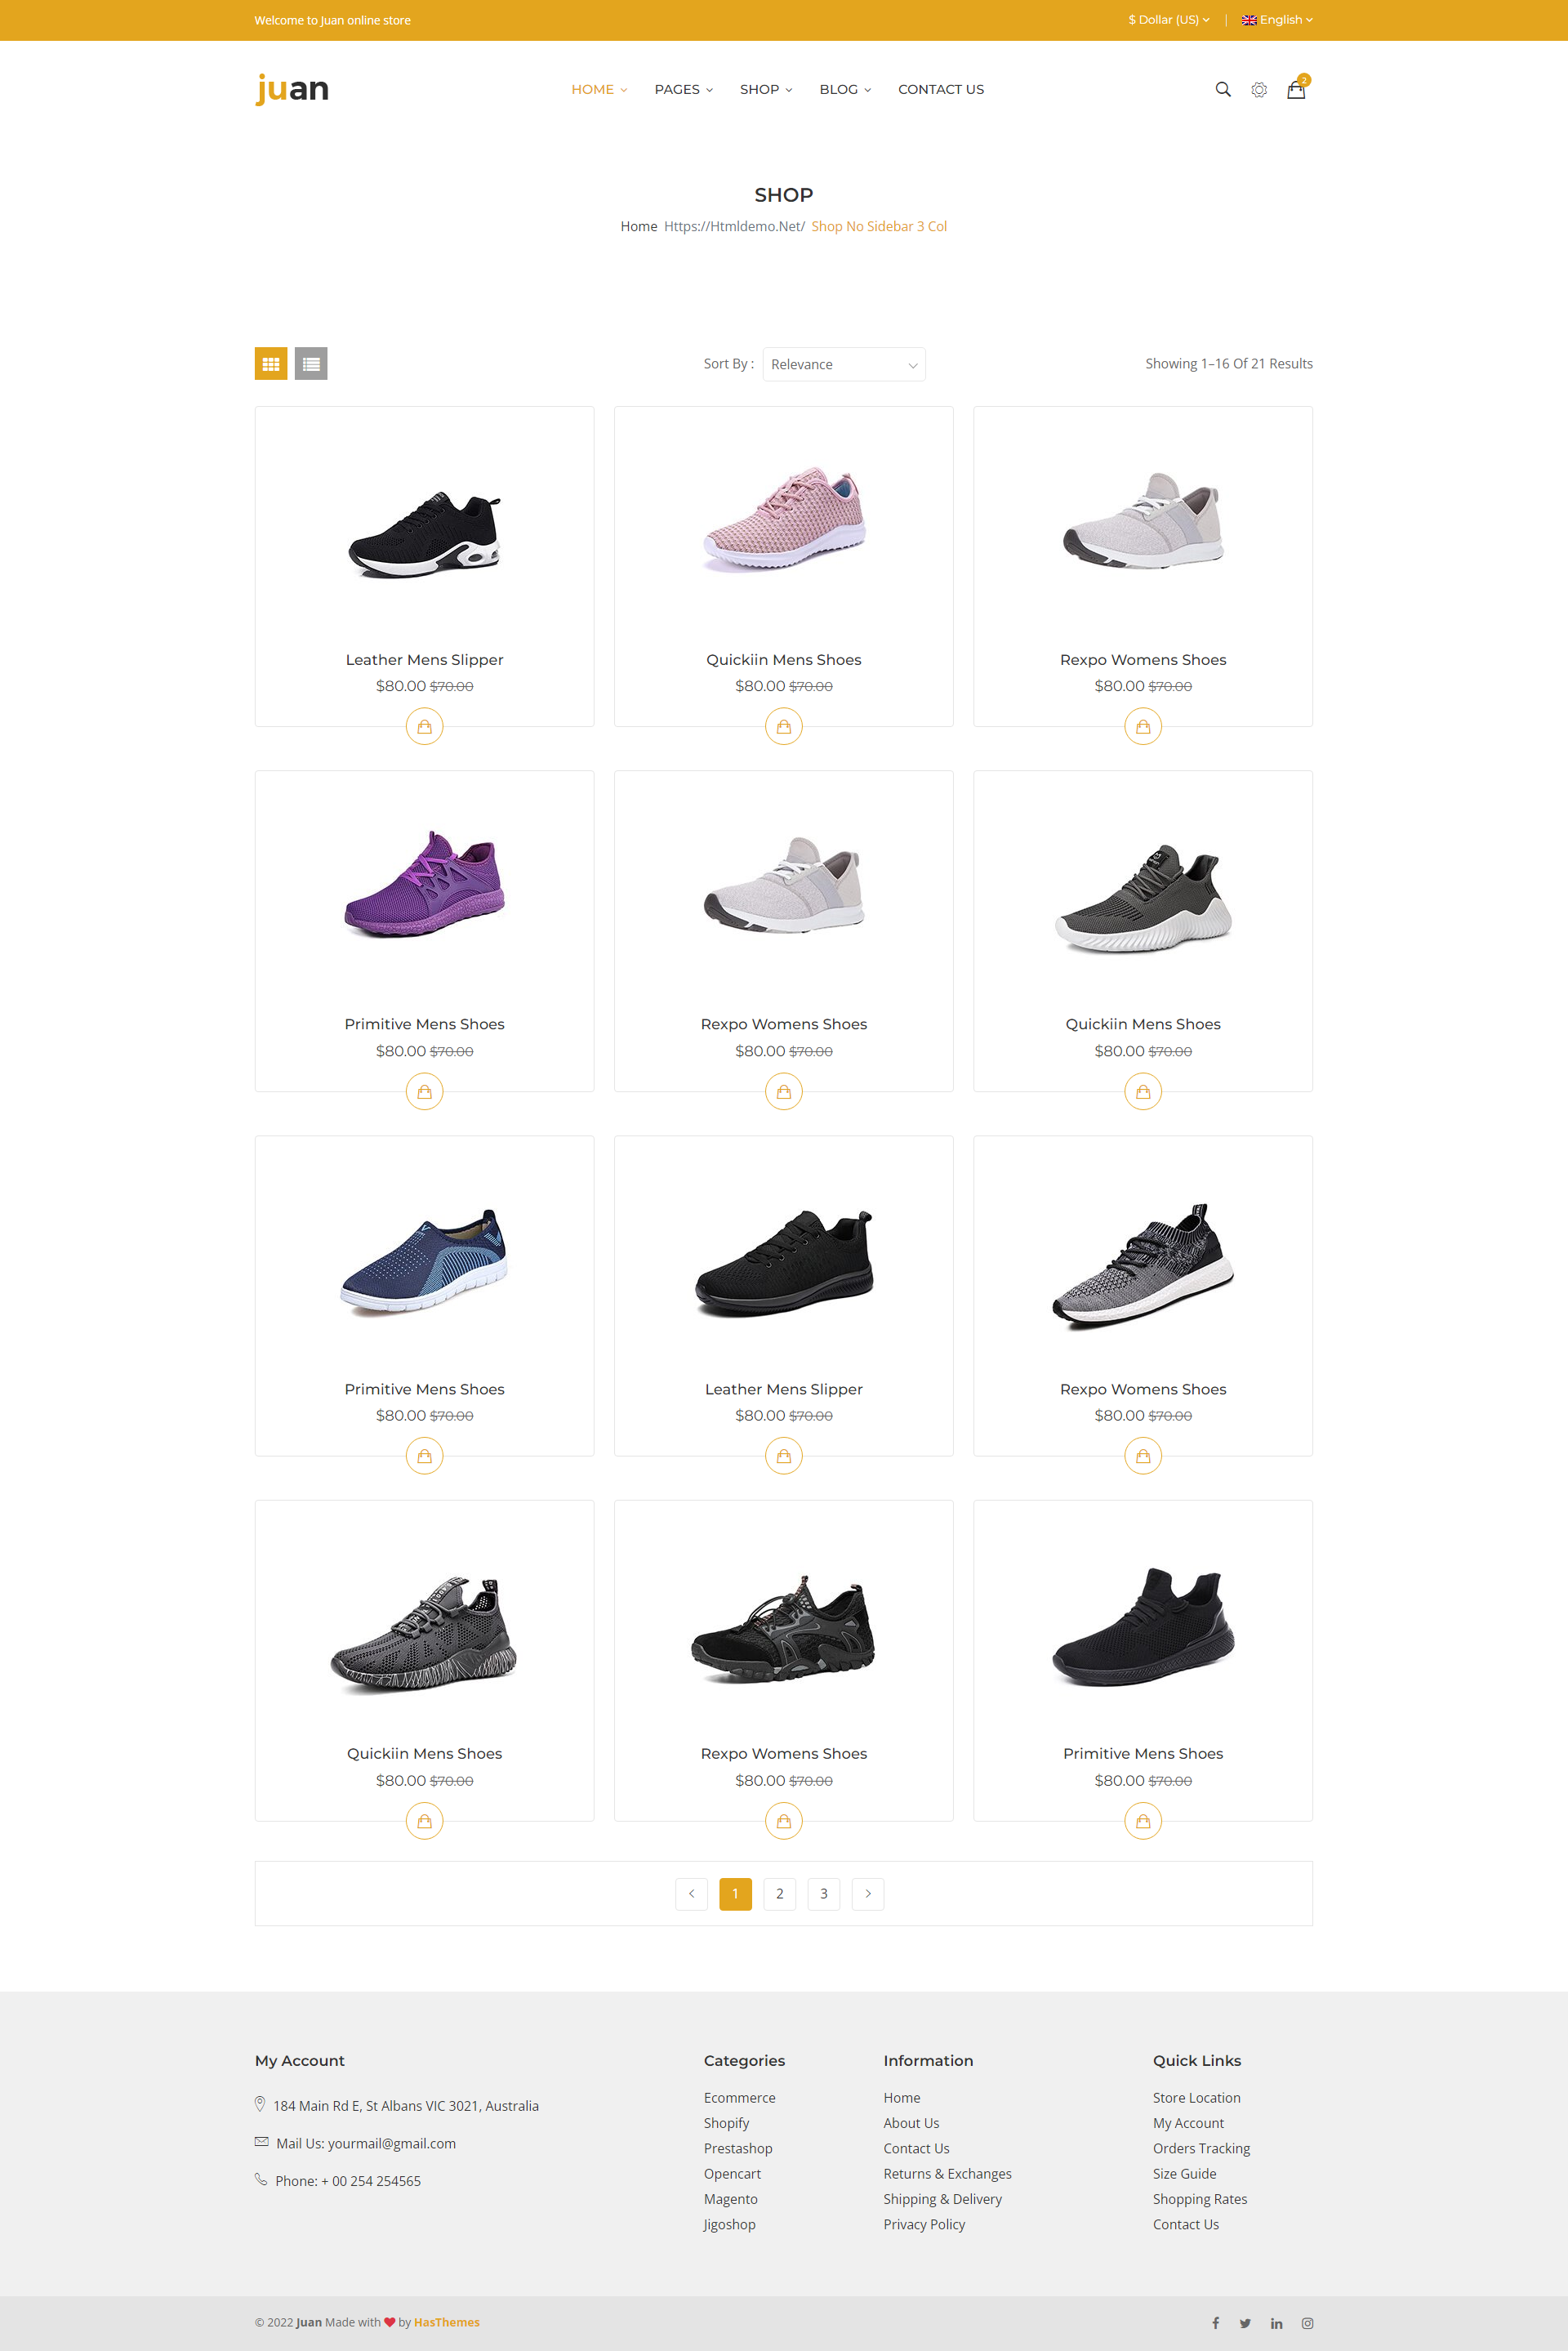 Welcome to Juan online store
$ Dollar (US)
English
juan
HOME
PAGES
SHOP
BLOG
CONTACT US
2
SHOP
Home Https://Htmldemo.Net/ Shop No Sidebar 3 Col
Sort By :
Relevance
Showing 1–16 Of 21 Results
Leather Mens Slipper
$80.00 $70.00
Quickiin Mens Shoes
$80.00 $70.00
Rexpo Womens Shoes
$80.00 $70.00
Primitive Mens Shoes
$80.00 $70.00
Rexpo Womens Shoes
$80.00 $70.00
Quickiin Mens Shoes
$80.00 $70.00
Primitive Mens Shoes
$80.00 $70.00
Leather Mens Slipper
$80.00 $70.00
Rexpo Womens Shoes
$80.00 $70.00
Quickiin Mens Shoes
$80.00 $70.00
Rexpo Womens Shoes
$80.00 $70.00
Primitive Mens Shoes
$80.00 $70.00
1 2 3
My Account
184 Main Rd E, St Albans VIC 3021, Australia
Mail Us: yourmail@gmail.com
Phone: + 00 254 254565
Categories
Ecommerce
Shopify
Prestashop
Opencart
Magento
Jigoshop
Information
Home
About Us
Contact Us
Returns & Exchanges
Shipping & Delivery
Privacy Policy
Quick Links
Store Location
My Account
Orders Tracking
Size Guide
Shopping Rates
Contact Us
© 2022 Juan Made with ❤ by HasThemes